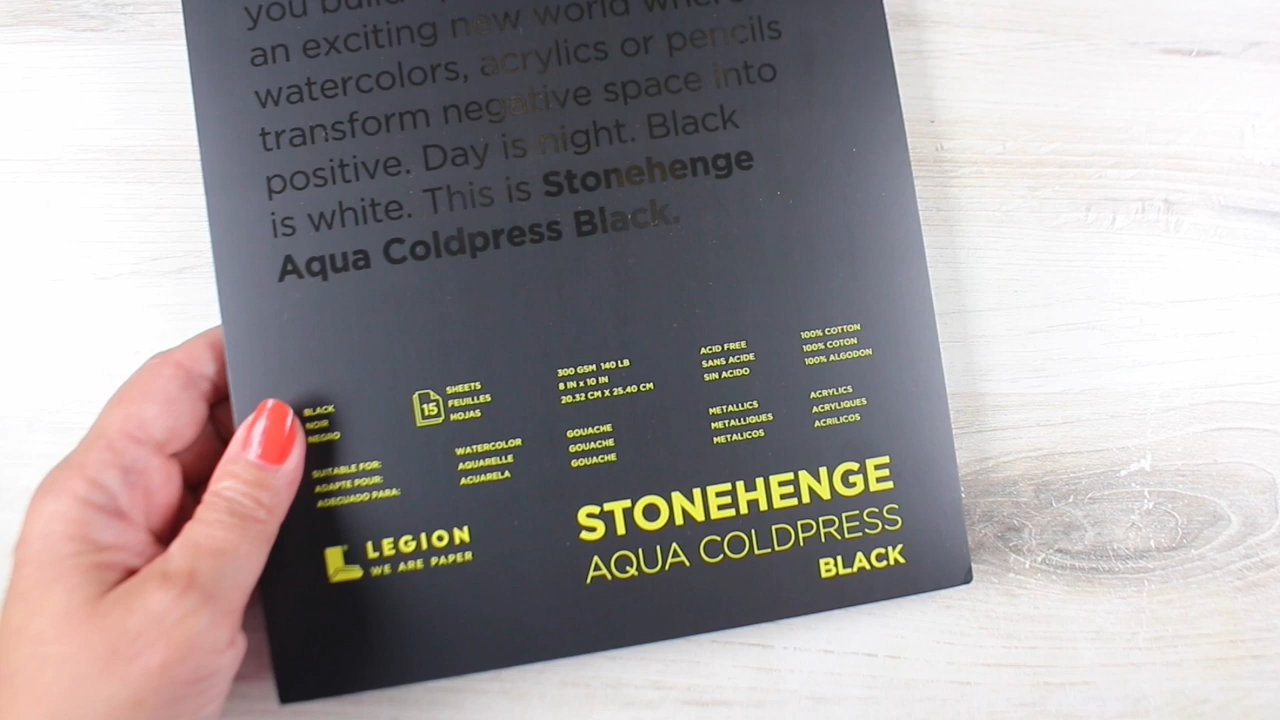 you build
an exciting new world where
watercolors, acrylics or pencils
transform negative space into
positive. Day is night. Black
is white. This is Stonehenge
Aqua Coldpress Black.
BLACK
NOIR
NEGRO
15
SHEETS
FEUILLES
HOJAS
300 GSM 140 LB
8 IN x 10 IN
20.32 CM X 25.40 CM
ACID FREE
SANS ACIDE
SIN ACIDO
100% COTTON
100% COTON
100% ALGODON
SUITABLE FOR:
ADAPTE POUR:
ADECUADO PARA:
WATERCOLOR
AQUARELLE
ACUARELA
GOUACHE
GOUACHE
GOUACHE
METALLICS
METALLIQUES
METALICOS
ACRYLICS
ACRYLIQUES
ACRILICOS
LEGION
WE ARE PAPER
STONEHENGE
AQUA COLDPRESS
BLACK